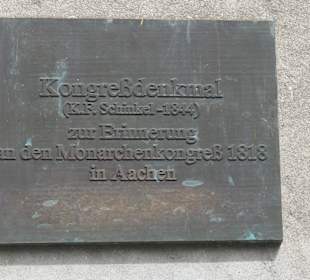 Kongreßdenkmal
(K.F. Schinkel-1844)
zur Erinnerung
an den Monarchenkongreß 1818
in Aachen